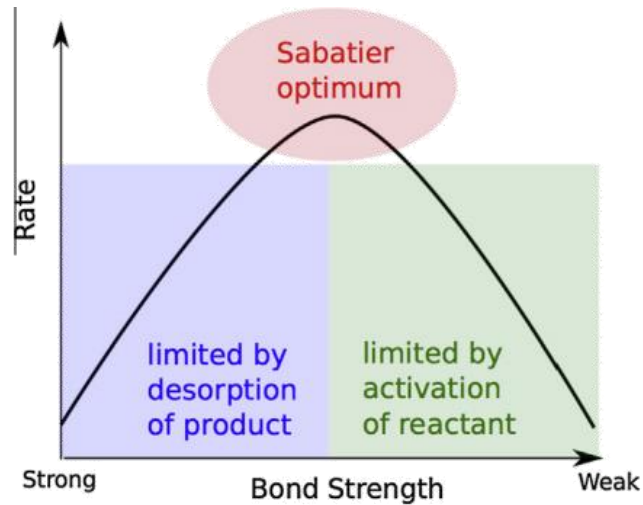 Sabatier
optimum
Rate
limited by
desorption
of product
limited by
activation
of reactant
Strong
Bond Strength
Weak